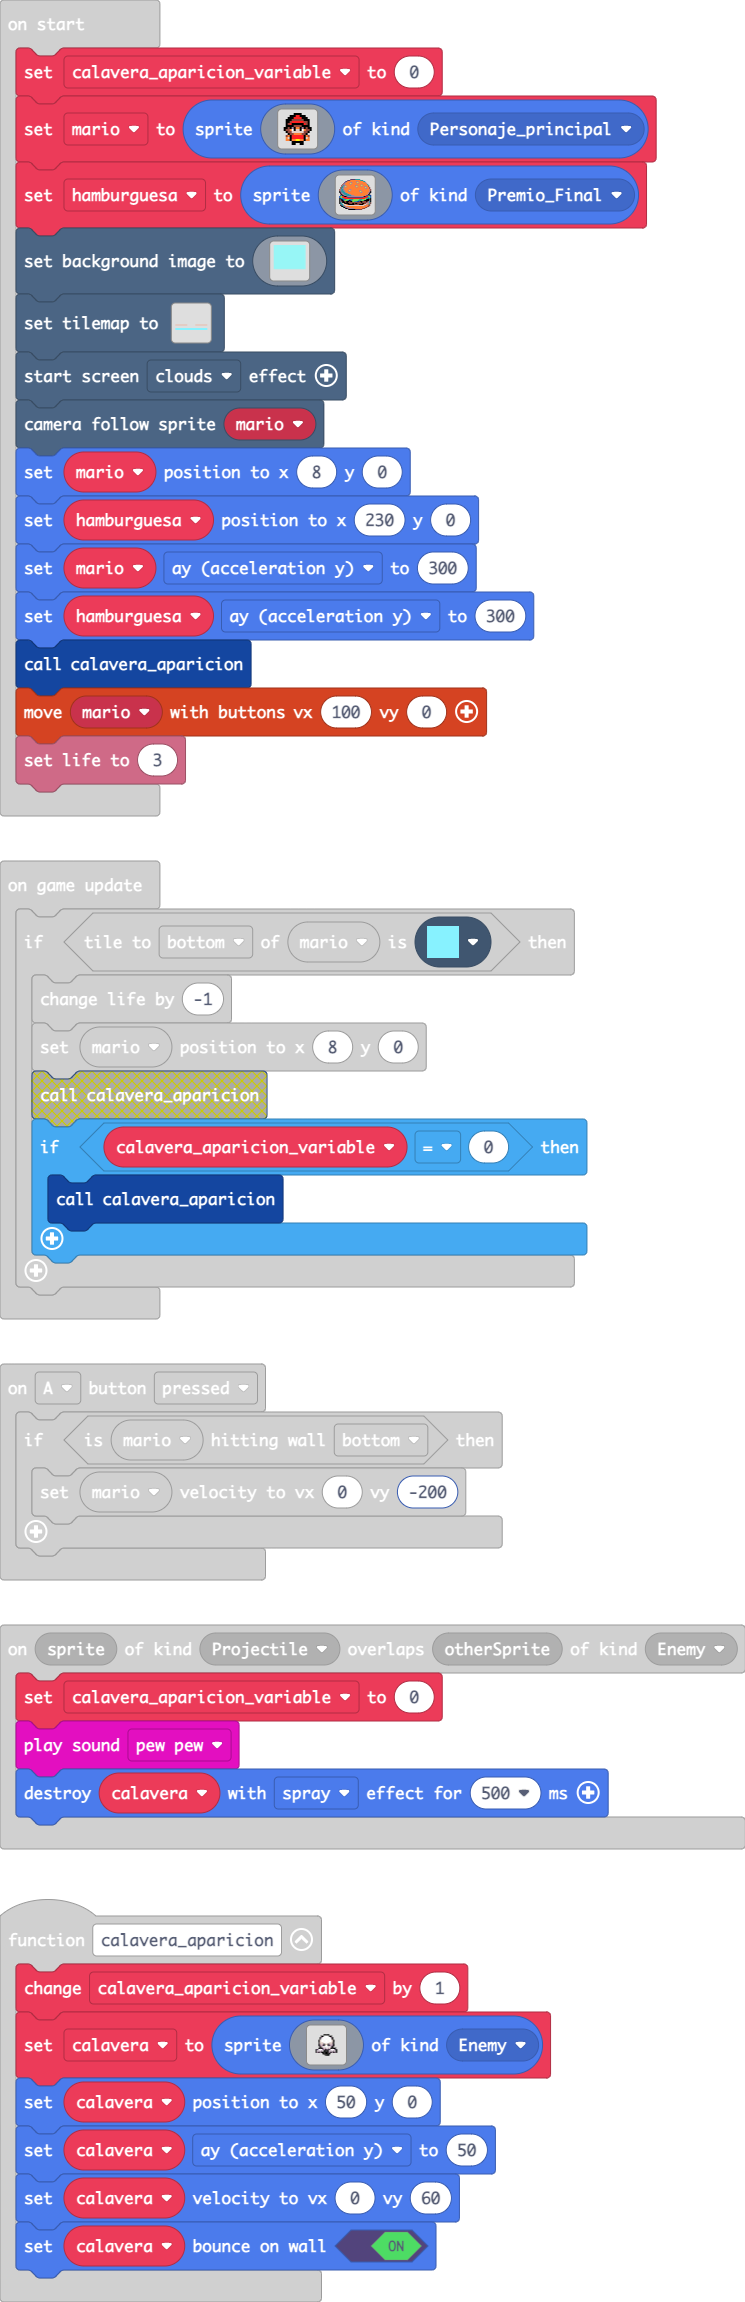 on start
set calavera_aparicion_variable to 0
set mario to sprite of kind Personaje_principal
set hamburguesa to sprite of kind Premio_Final
set background image to
set tilemap to
start screen clouds effect
camera follow sprite mario
set mario position to x 8 y 0
set hamburguesa position to x 230 y 0
set mario ay (acceleration y) to 300
set hamburguesa ay (acceleration y) to 300
call calavera_aparicion
move mario with buttons vx 100 vy 0
set life to 3
on game update
if tile to bottom of mario is then
change life by -1
set mario position to x 8 y 0
call calavera_aparicion
if calavera_aparicion_variable = 0 then
call calavera_aparicion
on A button pressed
if is mario hitting wall bottom then
set mario velocity to vx 0 vy -200
on sprite of kind Projectile overlaps otherSprite of kind Enemy
set calavera_aparicion_variable to 0
play sound pew pew
destroy calavera with spray effect for 500 ms
function calavera_aparicion
change calavera_aparicion_variable by 1
set calavera to sprite of kind Enemy
set calavera position to x 50 y 0
set calavera ay (acceleration y) to 50
set calavera velocity to vx 0 vy 60
set calavera bounce on wall ON